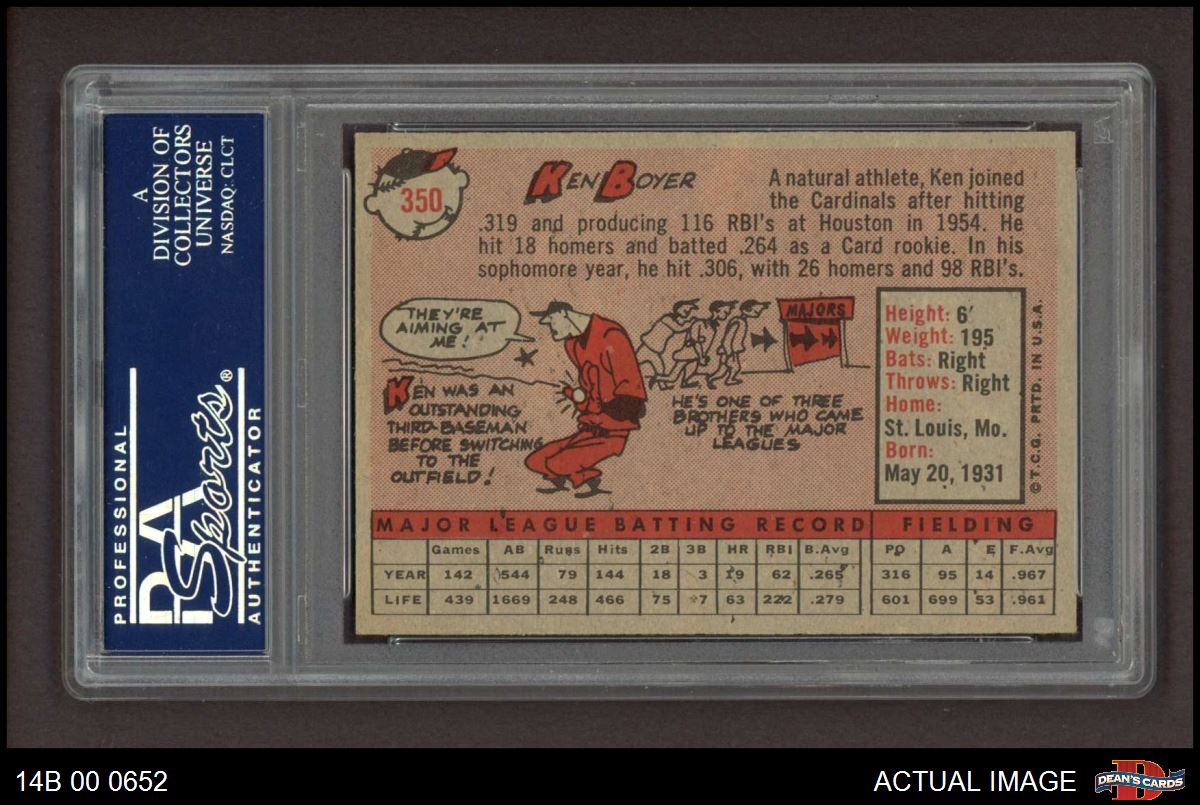 A
DIVISION OF
COLLECTORS
UNIVERSE
NASDAQ: CLCT
PROFESSIONAL
PSA
Sports®
AUTHENTICATOR
350
KEN BOYER
A natural athlete, Ken joined
the Cardinals after hitting
.319 and producing 116 RBI's at Houston in 1954. He
hit 18 homers and batted .264 as a Card rookie. In his
sophomore year, he hit .306, with 26 homers and 98 RBI's.
THEY'RE
AIMING AT
ME!
KEN WAS AN
OUTSTANDING
THIRD-BASEMAN
BEFORE SWITCHING
TO THE
OUTFIELD!
MAJORS
HE'S ONE OF THREE
BROTHERS WHO CAME
UP TO THE MAJOR
LEAGUES
Height: 6'
Weight: 195
Bats: Right
Throws: Right
Home:
St. Louis, Mo.
Born:
May 20, 1931
© T.C.G. PRTD. IN U.S.A.
MAJOR LEAGUE BATTING RECORD FIELDING
Games AB Runs Hits 2B 3B HR RBI B.Avg PO A E F.Avg
YEAR 142 544 79 144 18 3 19 62 .265 316 95 14 .967
LIFE 439 1669 248 466 75 7 63 222 .279 601 699 53 .961
14B 00 0652
ACTUAL IMAGE
DEAN'S CARDS